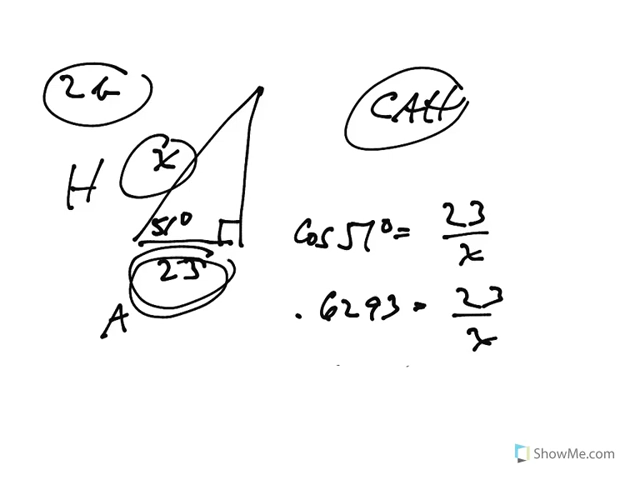 26
CAH
x
H
51°
23
A
cos 51° = 23/x
.6293 = 23/x
ShowMe.com